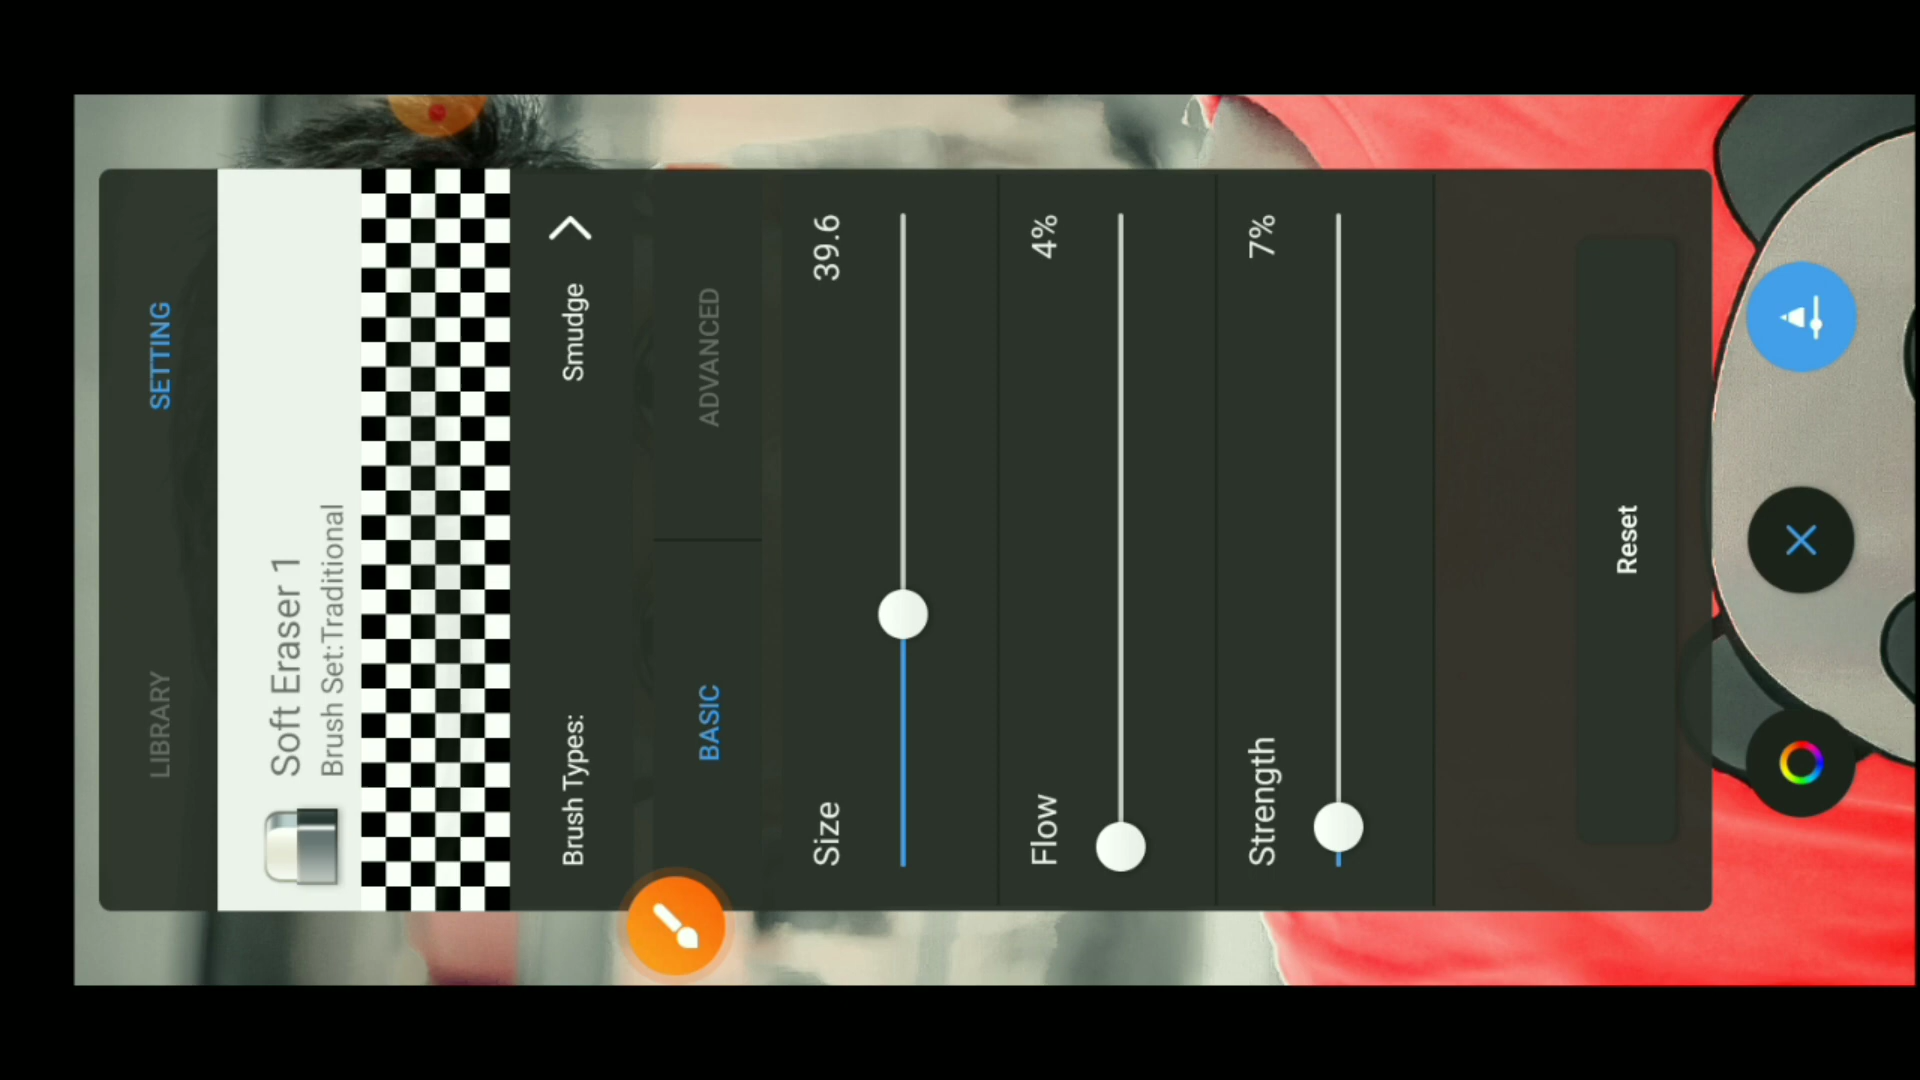 LIBRARY SETTING
Soft Eraser 1
Brush Set:Traditional
Brush Types: Smudge
BASIC ADVANCED
Size 39.6
Flow 4%
Strength 7%
Reset